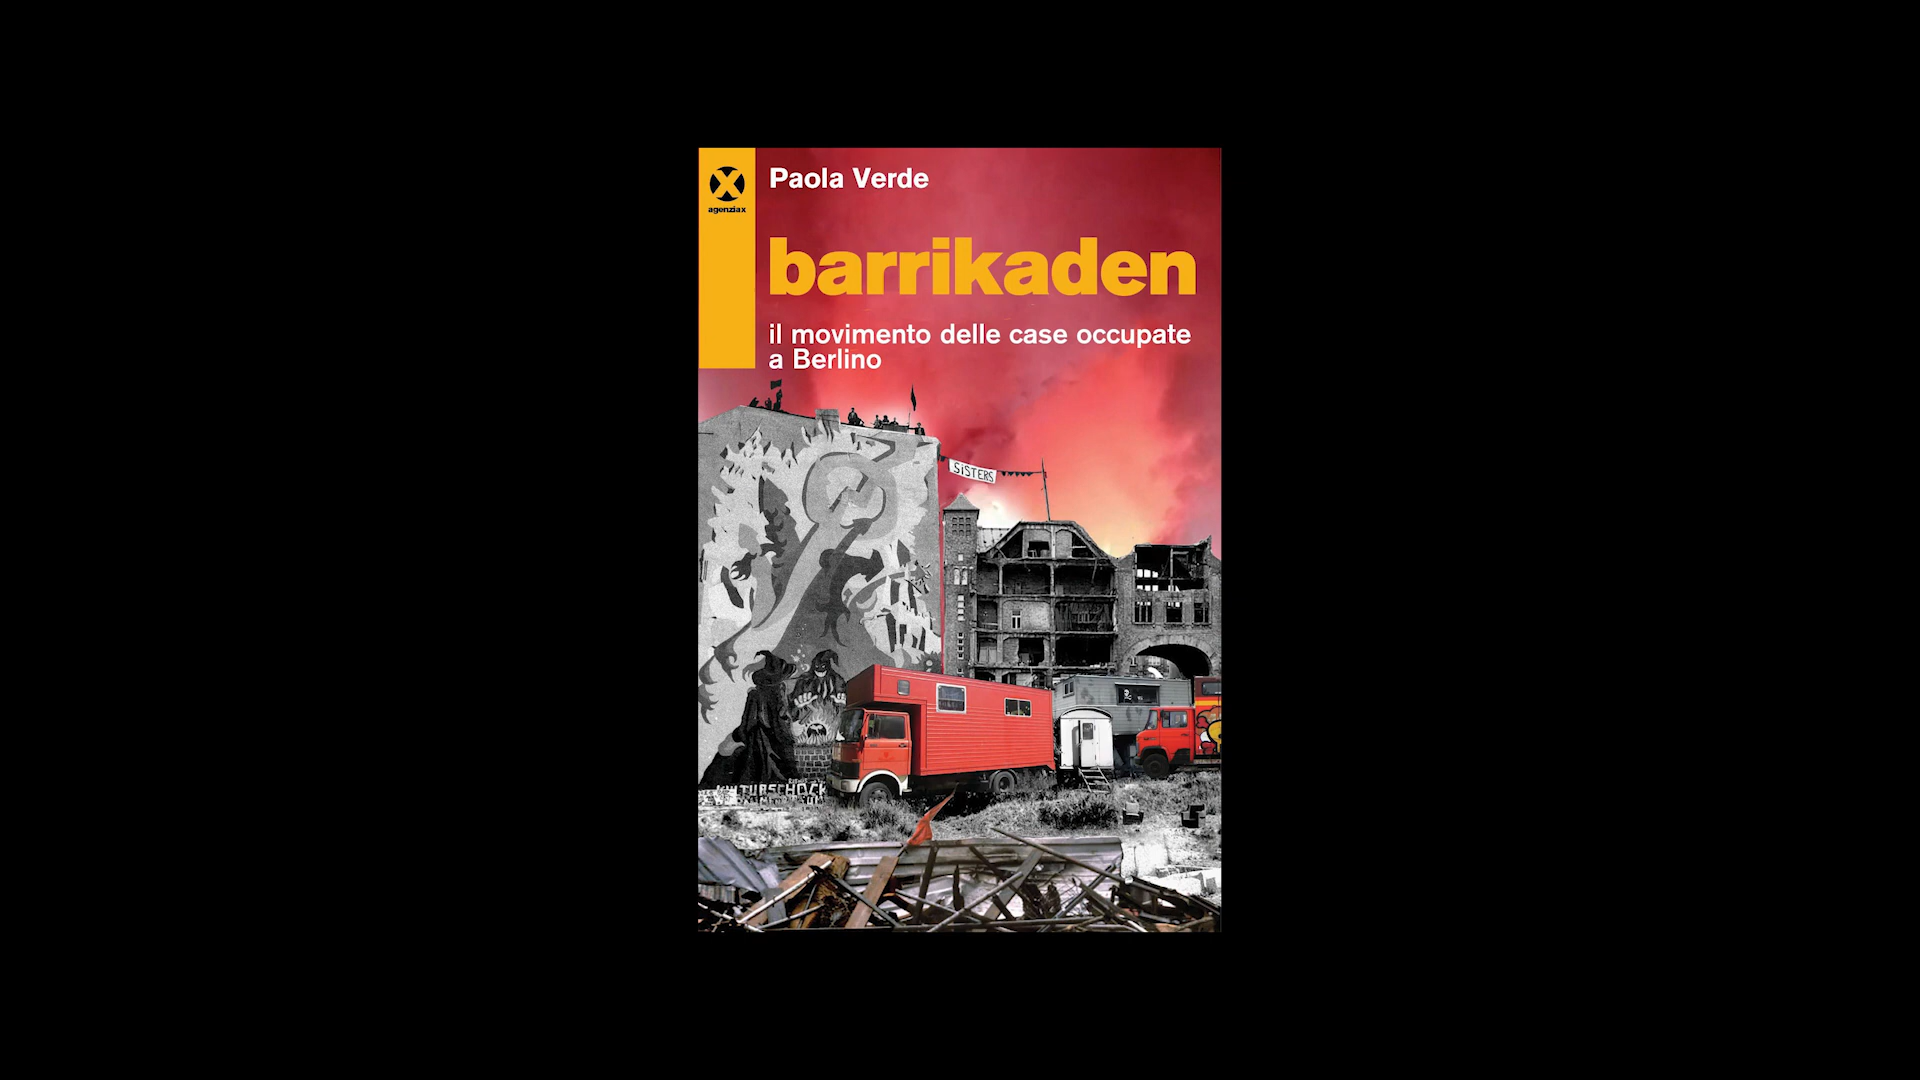 Paola Verde
agenziax
barrikaden
il movimento delle case occupate
a Berlino
SiSTERS